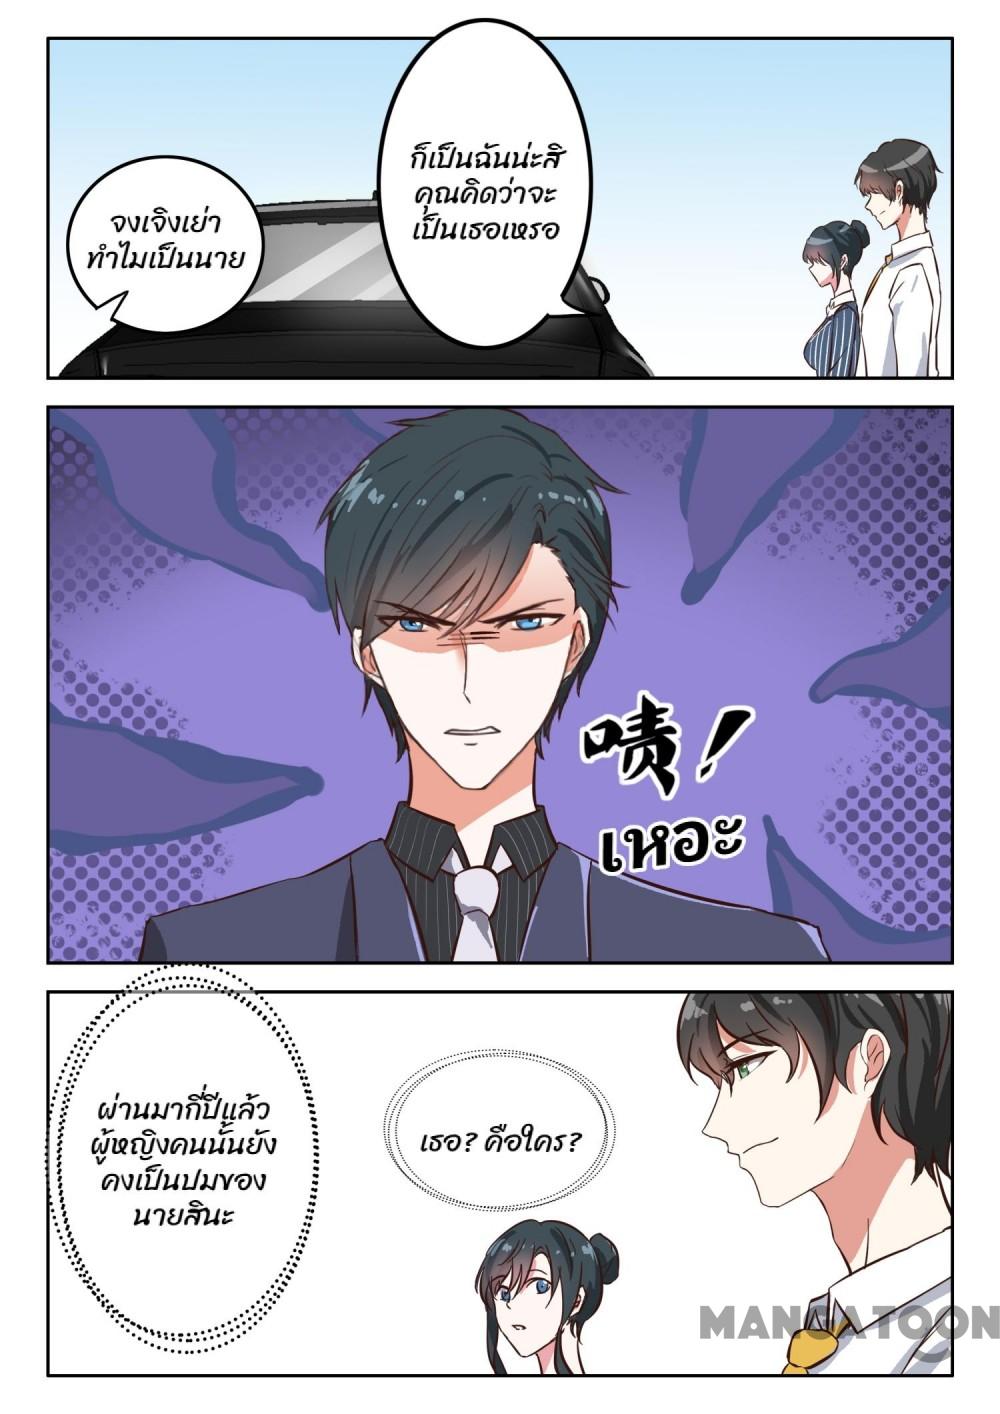 ก็เป็นฉันน่ะสิ
คุณคิดว่าจะ
เป็นเธอเหรอ
จงเจิงเย่า
ทำไมเป็นนาย
啧!
เหอะ
ผ่านมากี่ปีแล้ว
ผู้หญิงคนนั้นยัง
คงเป็นปมของ
นายสินะ
เธอ? คือใคร?
MANGATOON